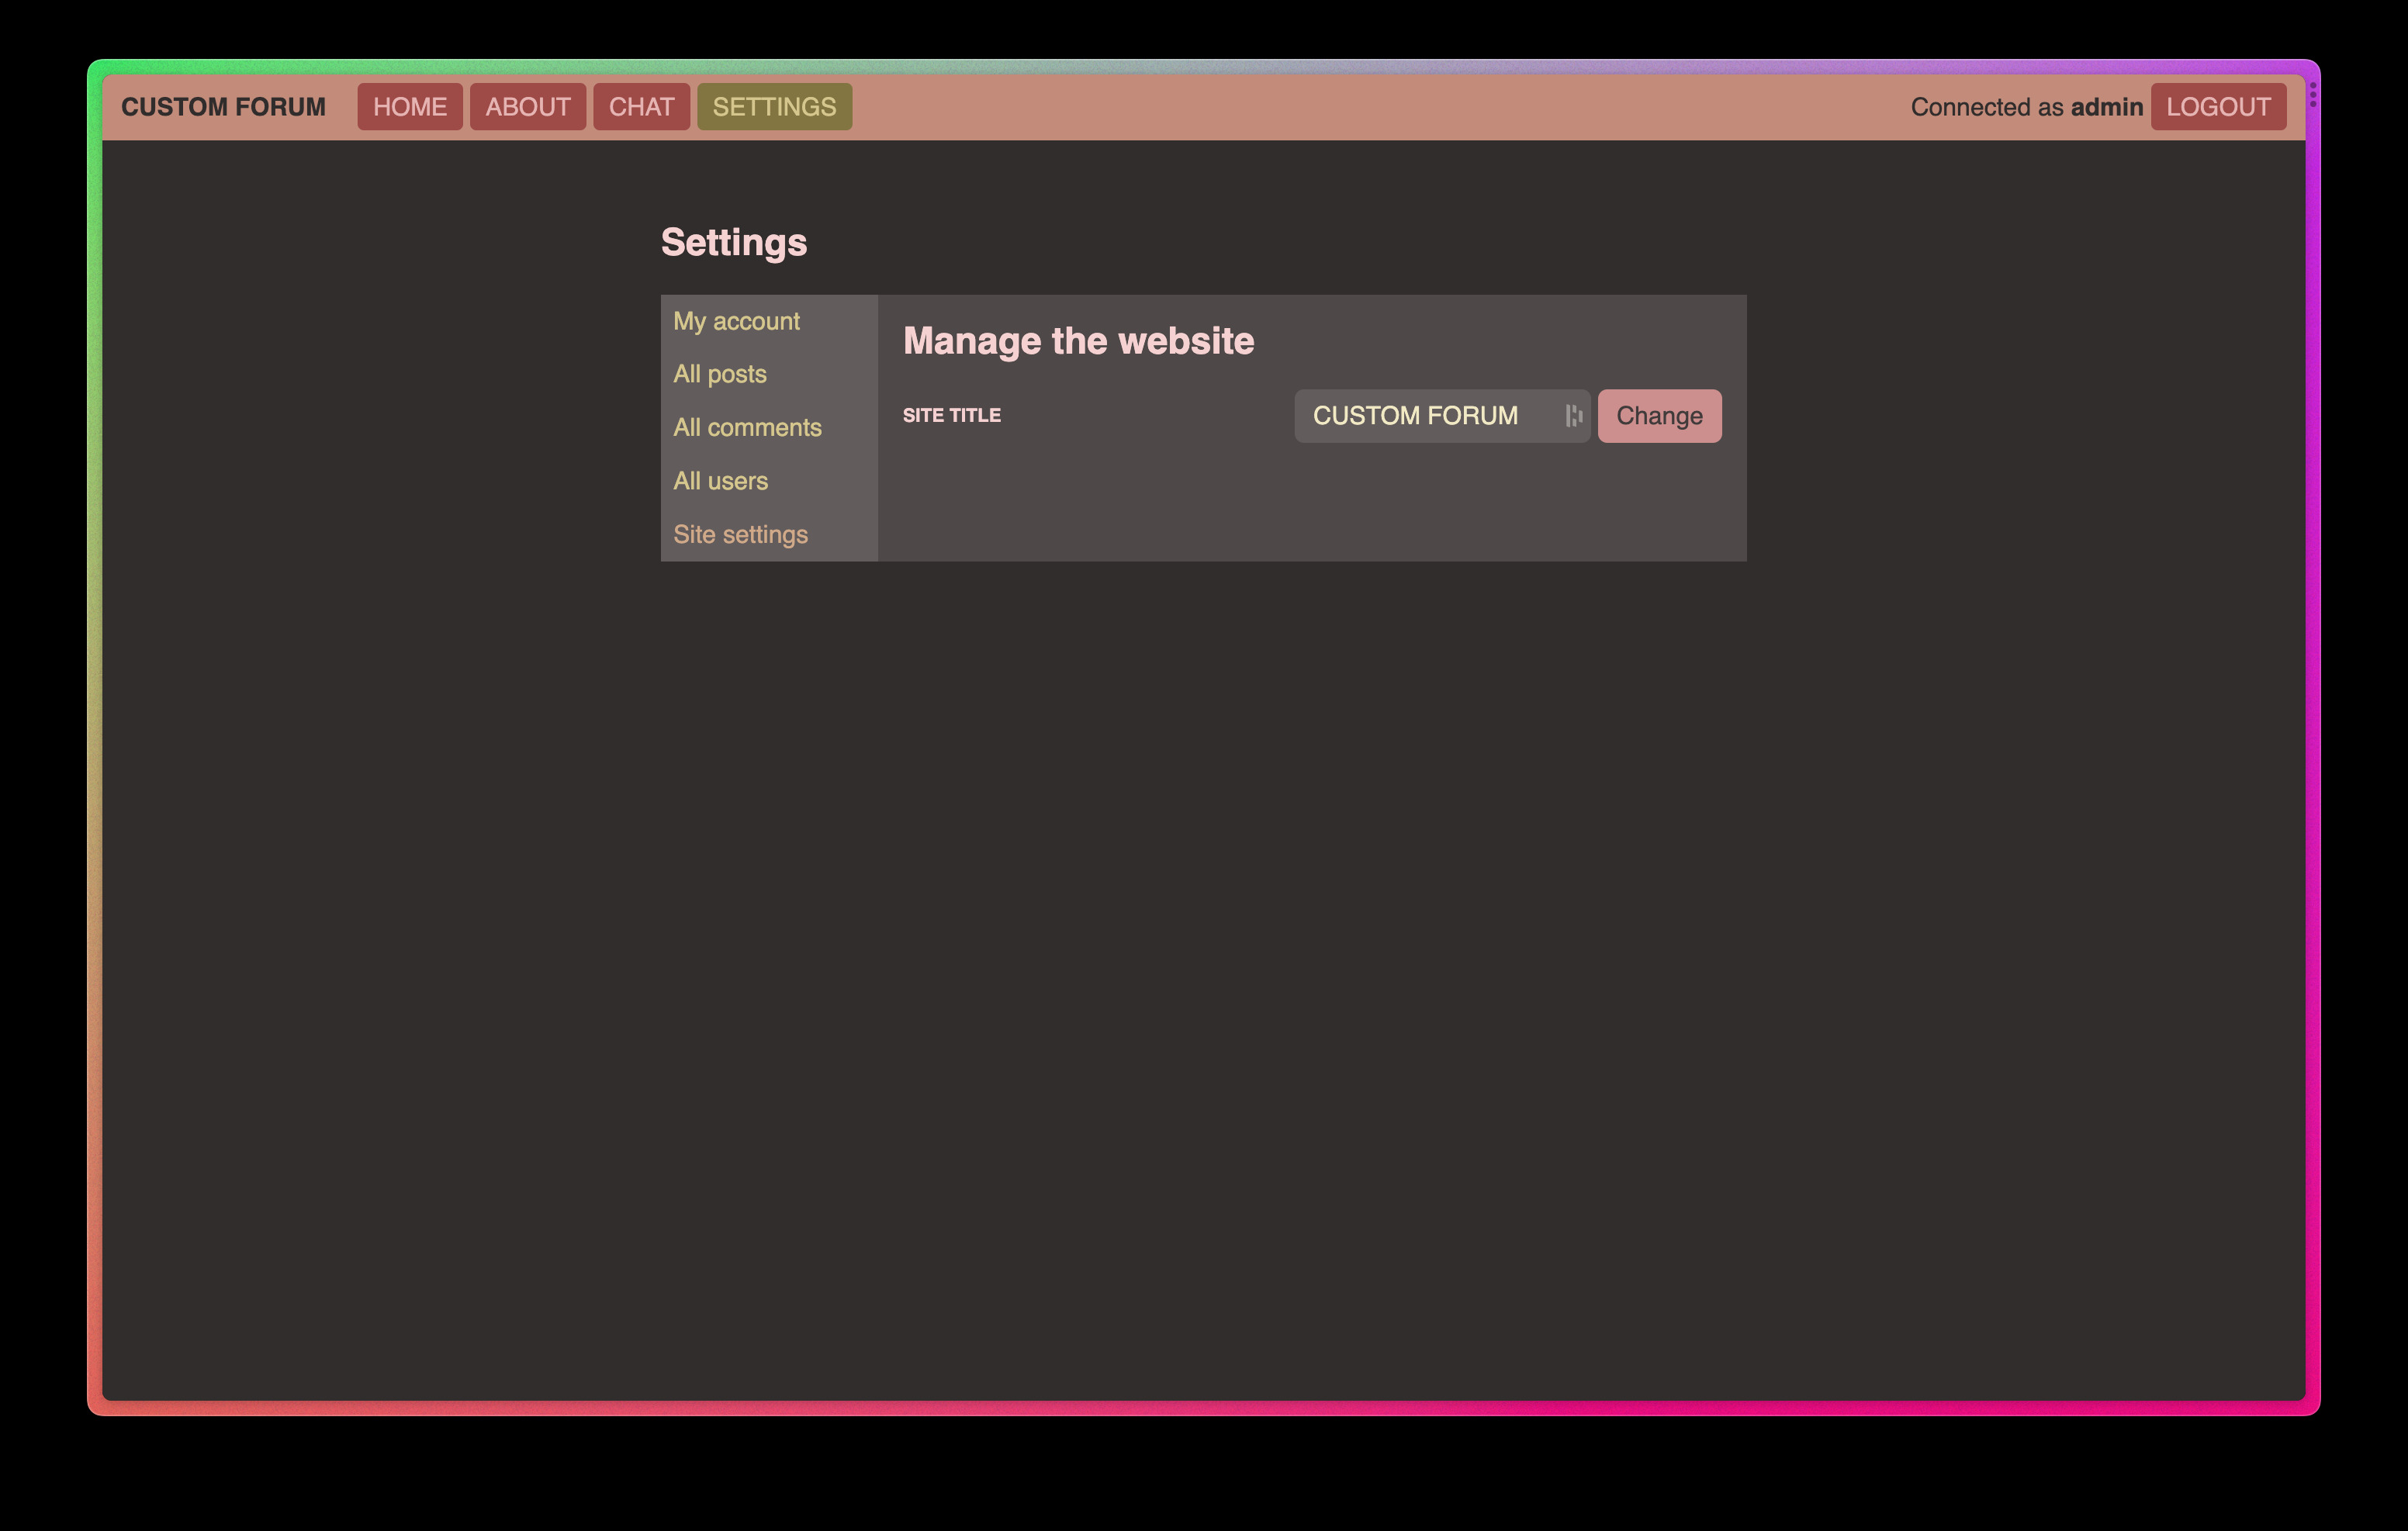 CUSTOM FORUM HOME ABOUT CHAT SETTINGS Connected as admin LOGOUT
Settings
My account
All posts
All comments
All users
Site settings
Manage the website
SITE TITLE CUSTOM FORUM Change